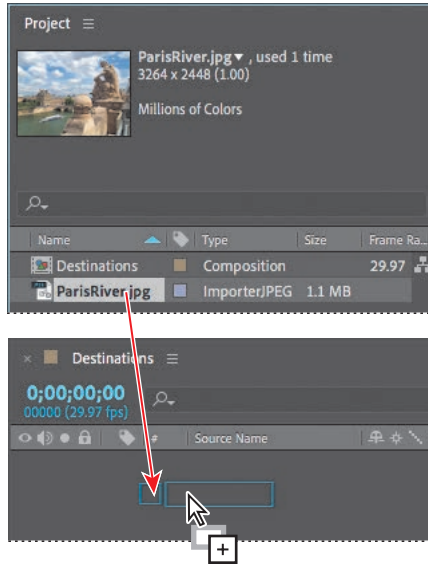 Project
ParisRiver.jpg ▾ , used 1 time
3264 x 2448 (1.00)
Millions of Colors
Name Type Size Frame Ra...
Destinations Composition 29.97
ParisRiver.jpg ImporterJPEG 1.1 MB
× Destinations
0;00;00;00
00000 (29.97 fps)
# Source Name